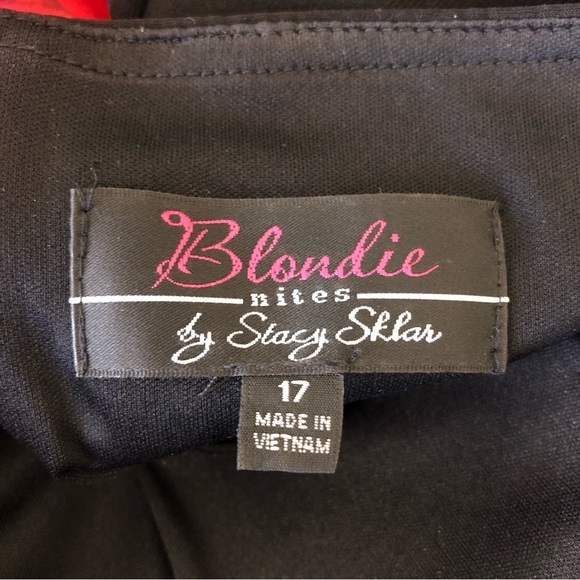 Blondie
nites
by Stacy Sklar
17
MADE IN
VIETNAM